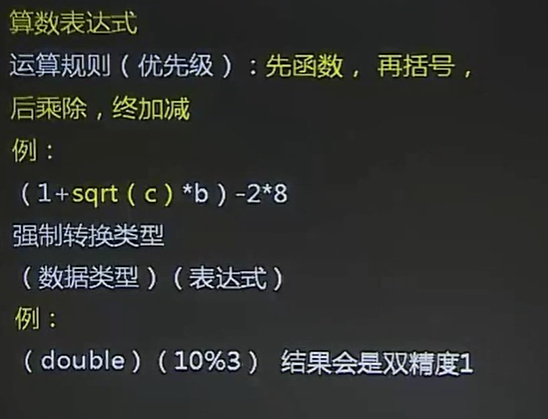 算数表达式
运算规则（优先级）：先函数，再括号，
后乘除，终加减
例：
（1+sqrt（c）*b）-2*8
强制转换类型
（数据类型）（表达式）
例：
（double）（10%3） 结果会是双精度1